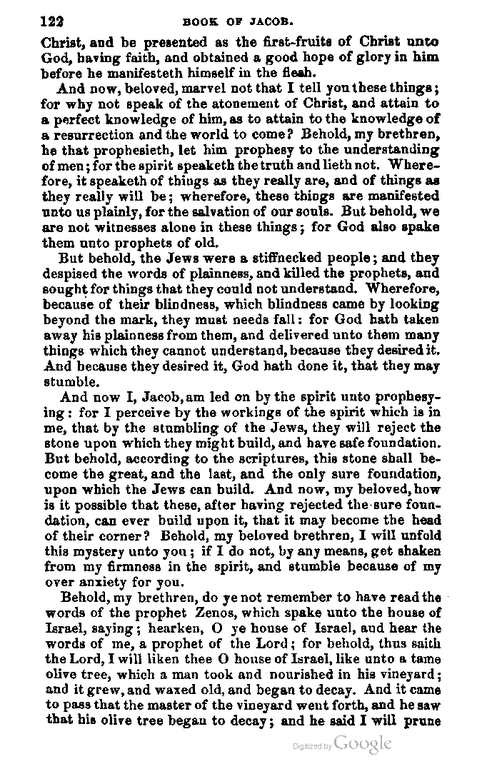 122 BOOK OF JACOB.
Christ, and be presented as the first-fruits of Christ unto
God, having faith, and obtained a good hope of glory in him
before he manifesteth himself in the flesh.
And now, beloved, marvel not that I tell you these things;
for why not speak of the atonement of Christ, and attain to
a perfect knowledge of him, as to attain to the knowledge of
a resurrection and the world to come? Behold, my brethren,
he that prophesieth, let him prophesy to the understanding
of men; for the spirit speaketh the truth and lieth not. Where-
fore, it speaketh of things as they really are, and of things as
they really will be; wherefore, these things are manifested
unto us plainly, for the salvation of our souls. But behold, we
are not witnesses alone in these things; for God also spake
them unto prophets of old.
But behold, the Jews were a stiffnecked people; and they
despised the words of plainness, and killed the prophets, and
sought for things that they could not understand. Wherefore,
because of their blindness, which blindness came by looking
beyond the mark, they must needs fall: for God hath taken
away his plainness from them, and delivered unto them many
things which they cannot understand, because they desired it.
And because they desired it, God hath done it, that they may
stumble.
And now I, Jacob, am led on by the spirit unto prophesy-
ing: for I perceive by the workings of the spirit which is in
me, that by the stumbling of the Jews, they will reject the
stone upon which they might build, and have safe foundation.
But behold, according to the scriptures, this stone shall be-
come the great, and the last, and the only sure foundation,
upon which the Jews can build. And now, my beloved, how
is it possible that these, after having rejected the sure foun-
dation, can ever build upon it, that it may become the head
of their corner? Behold, my beloved brethren, I will unfold
this mystery unto you; if I do not, by any means, get shaken
from my firmness in the spirit, and stumble because of my
over anxiety for you.
Behold, my brethren, do ye not remember to have read the
words of the prophet Zenos, which spake unto the house of
Israel, saying; hearken, O ye house of Israel, and hear the
words of me, a prophet of the Lord; for behold, thus saith
the Lord, I will liken thee O house of Israel, like unto a tame
olive tree, which a man took and nourished in his vineyard;
and it grew, and waxed old, and began to decay. And it came
to pass that the master of the vineyard went forth, and he saw
that his olive tree began to decay; and he said I will prune
Digitized by Google